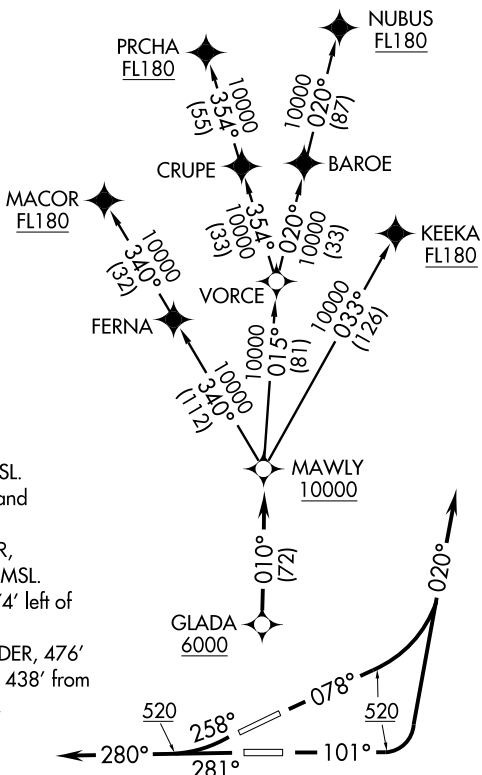 NUBUS
FL180
PRCHA
FL180
10000
354°
(55)
10000
020°
(87)
CRUPE
BAROE
MACOR
FL180
354°
10000
(33)
020°
10000
(33)
KEEKA
FL180
10000
340°
(32)
VORCE
FERNA
10000
033°
(126)
10000
015°
(81)
10000
340°
(112)
MAWLY
10000
SL.
and
R,
MSL.
4' left of
010°
(72)
020°
GLADA
6000
DER, 476'
438' from
078°
520
258°
520
280°
281°
101°